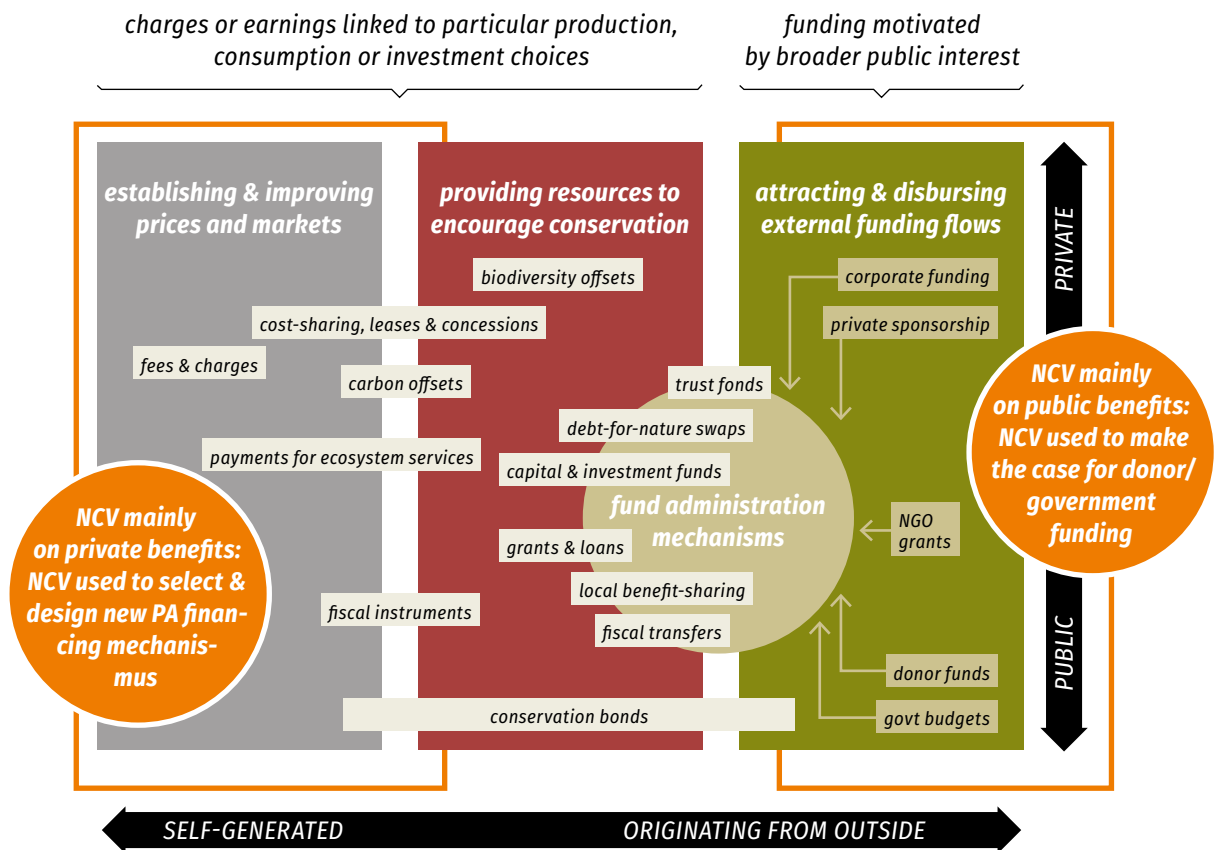 charges or earnings linked to particular production,
consumption or investment choices
funding motivated
by broader public interest
establishing & improving
prices and markets
providing resources to
encourage conservation
attracting & disbursing
external funding flows
PRIVATE
biodiversity offsets
corporate funding
cost-sharing, leases & concessions
private sponsorship
fees & charges
carbon offsets
trust fonds
debt-for-nature swaps
payments for ecosystem services
capital & investment funds
NCV mainly
on public benefits:
NCV used to make
the case for donor/
government
funding
fund administration
mechanisms
NGO
grants
NCV mainly
on private benefits:
NCV used to select &
design new PA finan-
cing mechanis-
mus
grants & loans
local benefit-sharing
fiscal instruments
fiscal transfers
donor funds
PUBLIC
conservation bonds
govt budgets
SELF-GENERATED
ORIGINATING FROM OUTSIDE